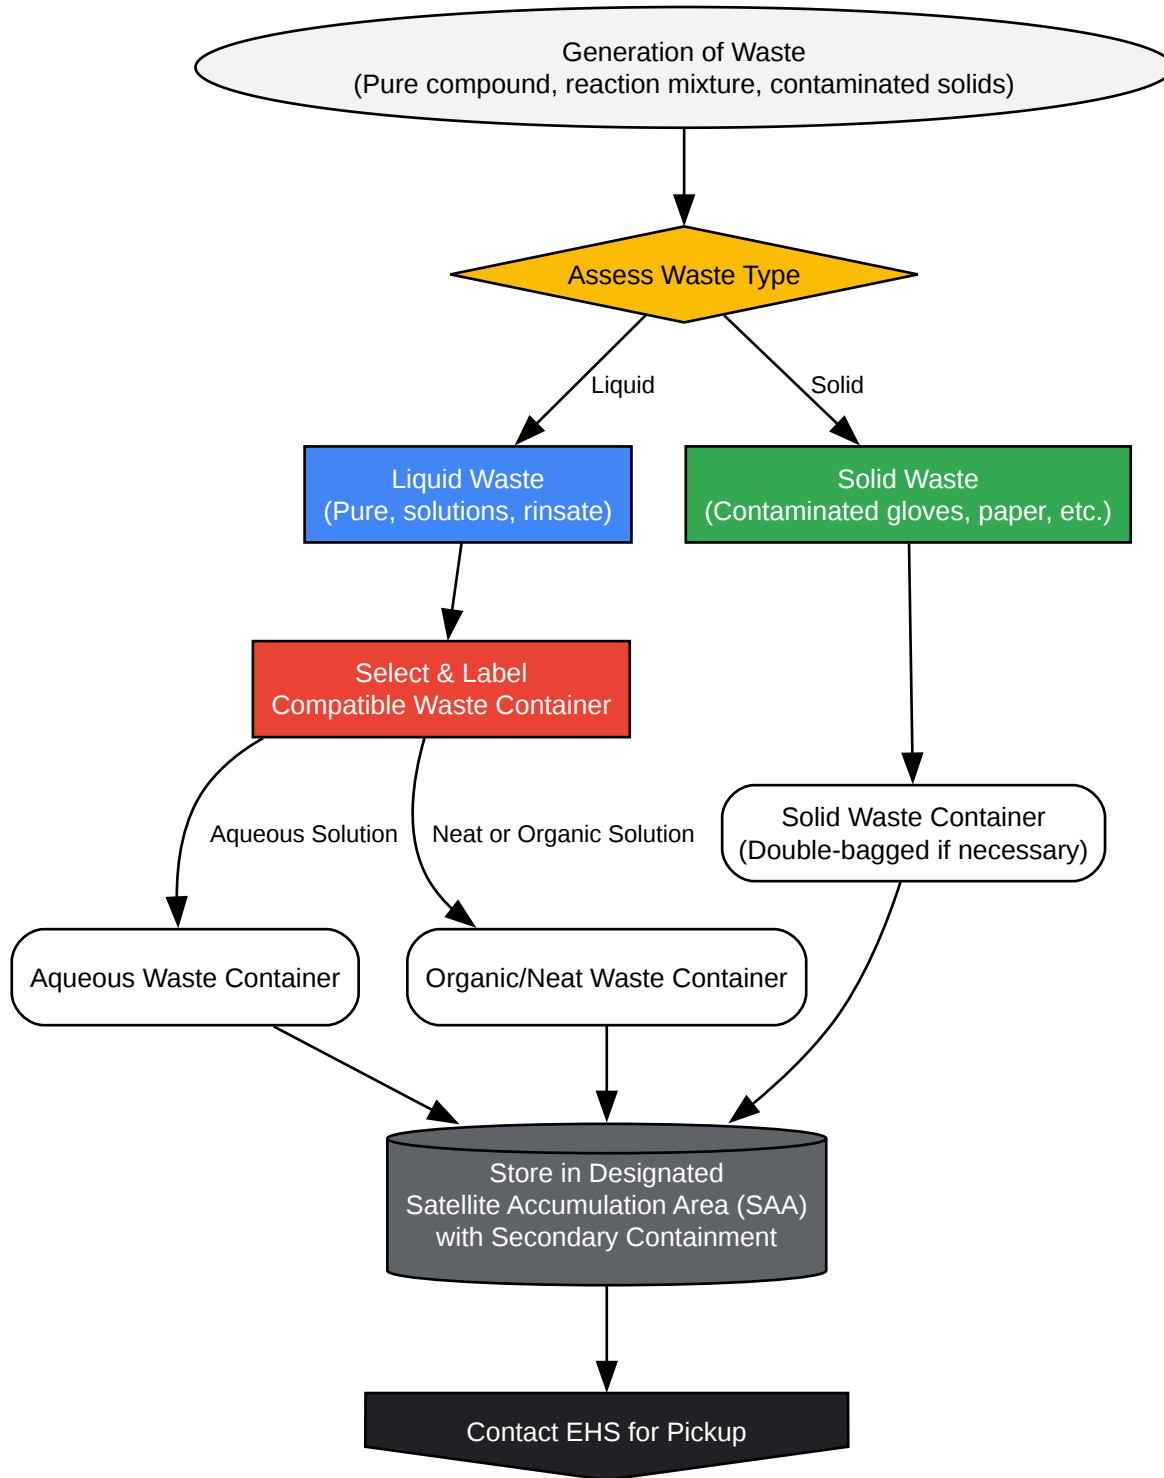 Generation of Waste
(Pure compound, reaction mixture, contaminated solids)
Assess Waste Type
Liquid
Solid
Liquid Waste
(Pure, solutions, rinsate)
Solid Waste
(Contaminated gloves, paper, etc.)
Select & Label
Compatible Waste Container
Aqueous Solution
Neat or Organic Solution
Solid Waste Container
(Double-bagged if necessary)
Aqueous Waste Container
Organic/Neat Waste Container
Store in Designated
Satellite Accumulation Area (SAA)
with Secondary Containment
Contact EHS for Pickup